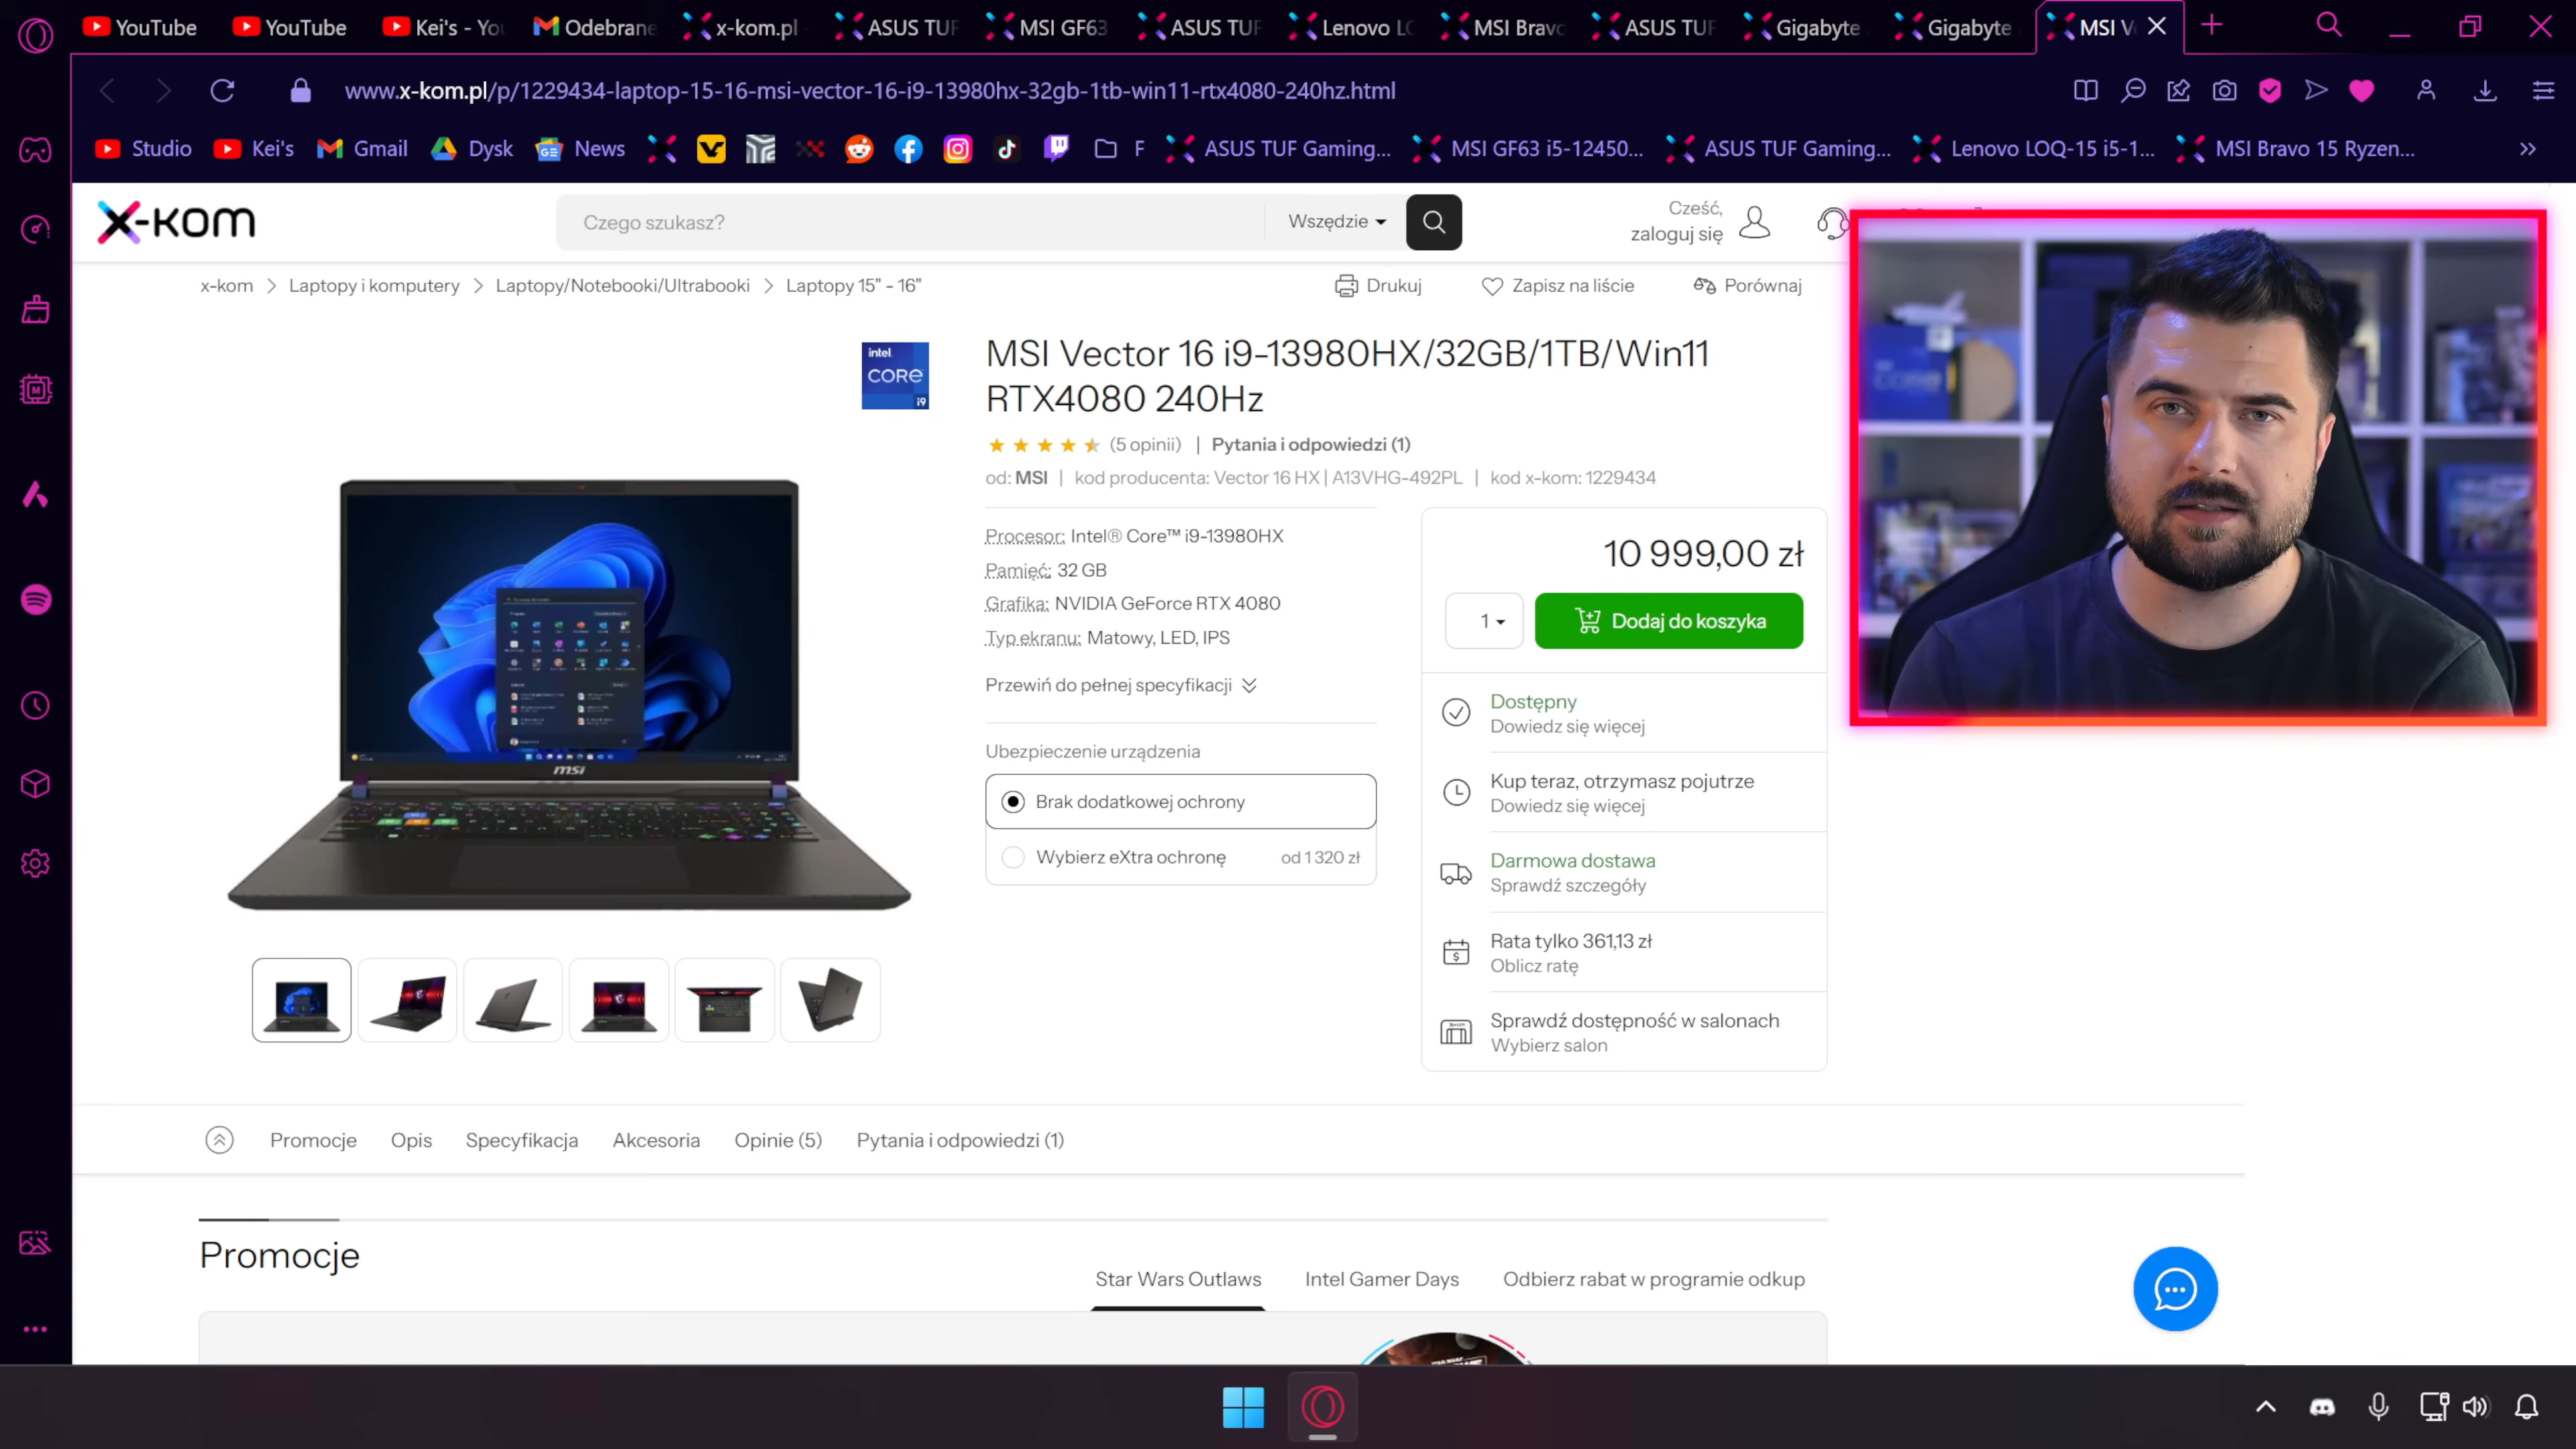 YouTube
YouTube
Kei's - Yo
Odebrane
x-kom.pl
ASUS TUF
MSI GF63
ASUS TUF
Lenovo LO
MSI Bravo
ASUS TUF
Gigabyte
Gigabyte
MSI V
www.x-kom.pl/p/1229434-laptop-15-16-msi-vector-16-i9-13980hx-32gb-1tb-win11-rtx4080-240hz.html
Studio
Kei's
Gmail
Dysk
News
F
ASUS TUF Gaming...
MSI GF63 i5-12450...
ASUS TUF Gaming...
Lenovo LOQ-15 i5-1...
MSI Bravo 15 Ryzen...
x-kom
Czego szukasz?
Wszędzie
Cześć,
zaloguj się
x-kom > Laptopy i komputery > Laptopy/Notebooki/Ultrabooki > Laptopy 15" - 16"
Drukuj
Zapisz na liście
Porównaj
intel
CORE
i9
MSI Vector 16 i9-13980HX/32GB/1TB/Win11
RTX4080 240Hz
(5 opinii) | Pytania i odpowiedzi (1)
od: MSI | kod producenta: Vector 16 HX | A13VHG-492PL | kod x-kom: 1229434
Procesor: Intel® Core™ i9-13980HX
Pamięć: 32 GB
Grafika: NVIDIA GeForce RTX 4080
Typ ekranu: Matowy, LED, IPS
Przewiń do pełnej specyfikacji
Ubezpieczenie urządzenia
Brak dodatkowej ochrony
Wybierz eXtra ochronę od 1 320 zł
10 999,00 zł
1
Dodaj do koszyka
Dostępny
Dowiedz się więcej
Kup teraz, otrzymasz pojutrze
Dowiedz się więcej
Darmowa dostawa
Sprawdź szczegóły
Rata tylko 361,13 zł
Oblicz ratę
Sprawdź dostępność w salonach
Wybierz salon
msi
Promocje
Opis
Specyfikacja
Akcesoria
Opinie (5)
Pytania i odpowiedzi (1)
Promocje
Star Wars Outlaws
Intel Gamer Days
Odbierz rabat w programie odkup